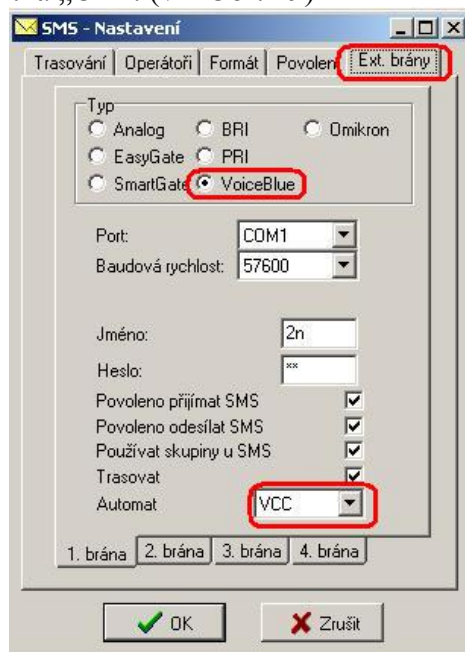 SMS - Nastavení
Trasování Operátoři Formát Povolení Ext. brány
Typ
Analog BRI Omikron
EasyGate PRI
SmartGate VoiceBlue
Port: COM1
Baudová rychlost: 57600
Jméno: 2n
Heslo: **
Povoleno přijímat SMS
Povoleno odesílat SMS
Používat skupiny u SMS
Trasovat
Automat VCC
1. brána 2. brána 3. brána 4. brána
OK Zrušit